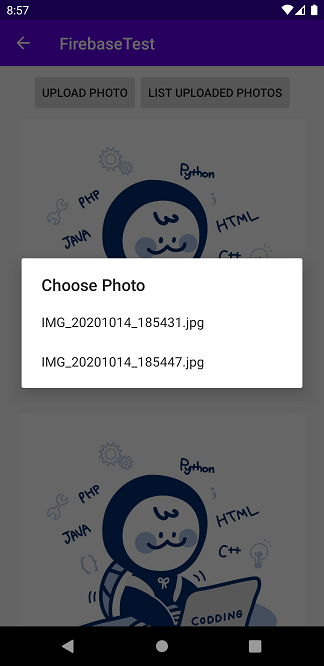 8:57
FirebaseTest
UPLOAD PHOTO LIST UPLOADED PHOTOS
Python
PHP
;
HTML
JAVA
C++
Choose Photo
IMG_20201014_185431.jpg
IMG_20201014_185447.jpg
Python
PHP
;
HTML
JAVA
C++
{}
CODDING